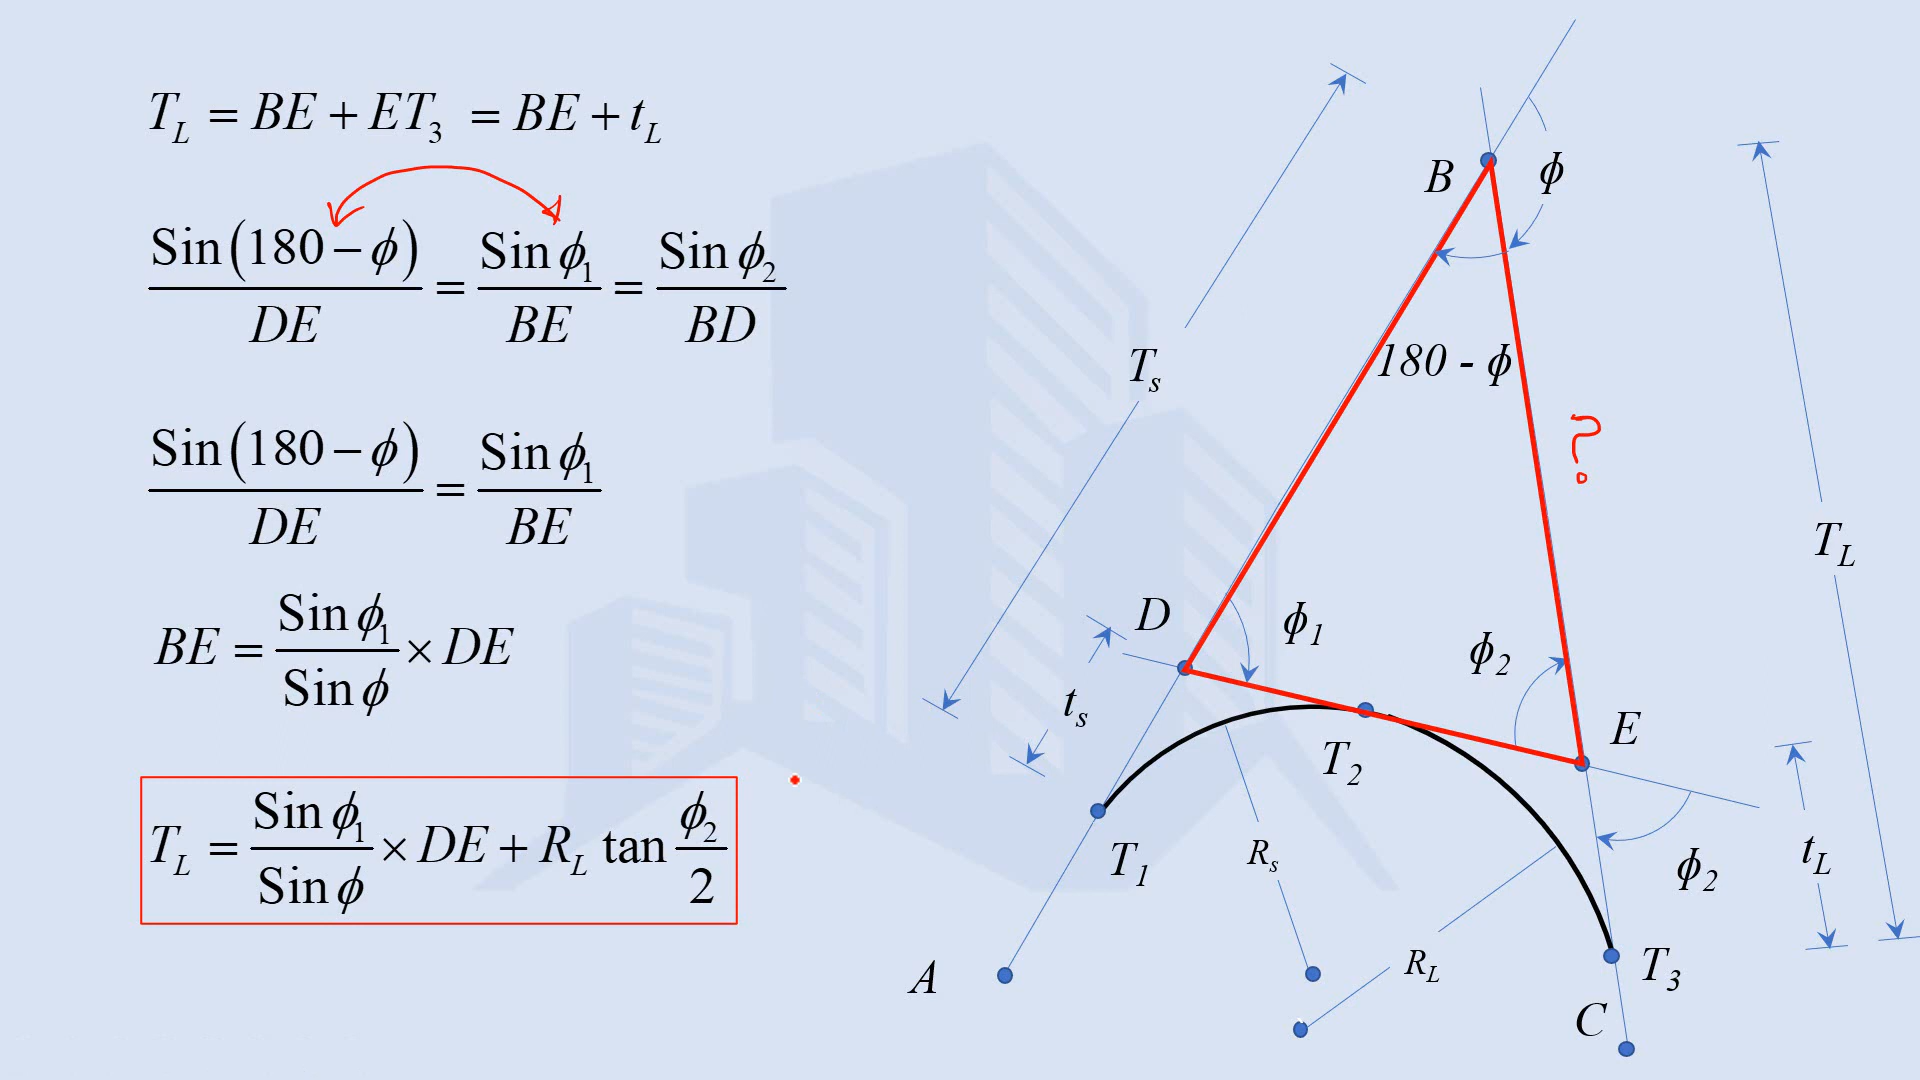 T_L = BE + ET_3 = BE + t_L
Sin(180 − ϕ)/DE = Sin ϕ_1/BE = Sin ϕ_2/BD
Sin(180 − ϕ)/DE = Sin ϕ_1/BE
BE = Sin ϕ_1/Sin ϕ × DE
T_L = Sin ϕ_1/Sin ϕ × DE + R_L tan ϕ_2/2
B
ϕ
T_s
180 - ϕ
?
T_L
D
ϕ_1
ϕ_2
t_s
E
T_2
T_1
R_s
t_L
ϕ_2
A
R_L
T_3
C